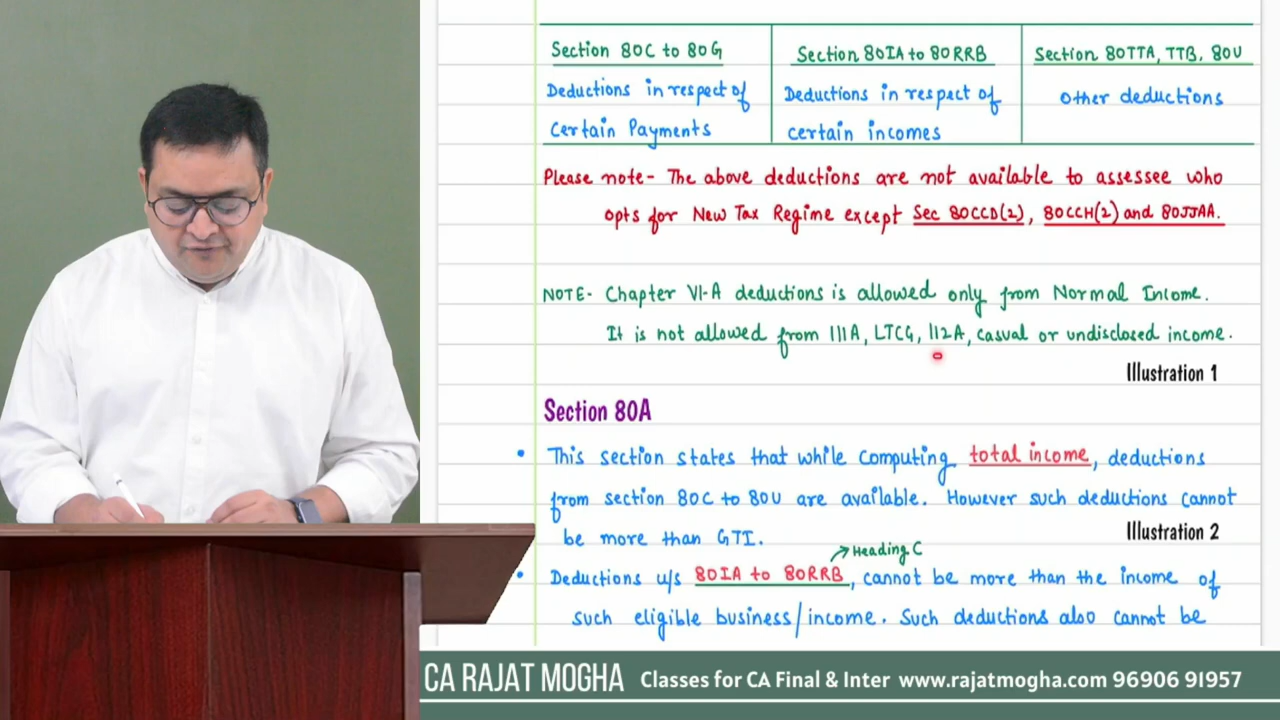 Section 80C to 80G
Deductions in respect of
Certain Payments
Section 80IA to 80RRB
Deductions in respect of
certain incomes
Section 80TTA, TTB, 80U
Other deductions
Please note- The above deductions are not available to assessee who
opts for New Tax Regime except Sec 80CCD(2), 80CCH(2) and 80JJAA.
NOTE- Chapter VI-A deductions is allowed only from Normal Income.
It is not allowed from 111A, LTCG, 112A, casual or undisclosed income.
Illustration 1
Section 80A
• This section states that while computing total income, deductions
from section 80C to 80U are available. However such deductions cannot
be more than GTI.
Illustration 2
Heading C
• Deductions u/s 80IA to 80RRB, cannot be more than the income of
such eligible business/income. Such deductions also cannot be
CA RAJAT MOGHA Classes for CA Final & Inter www.rajatmogha.com 96906 91957